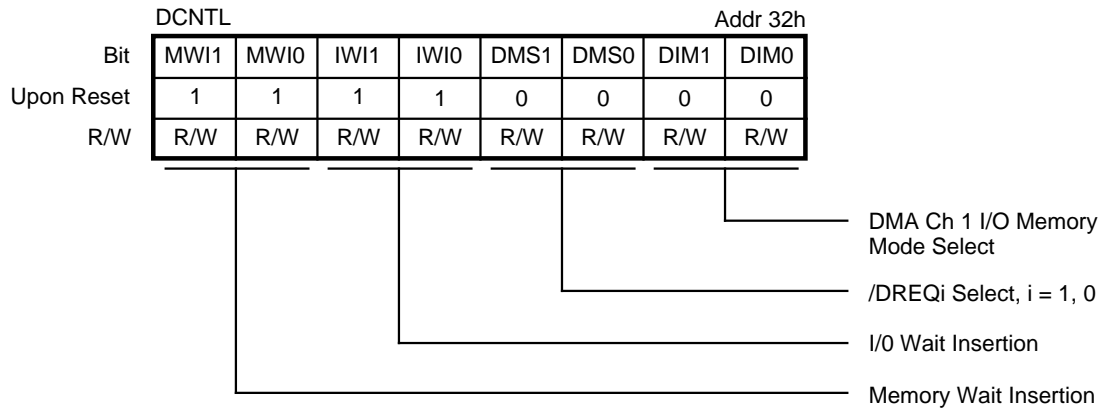 DCNTL Addr 32h
Bit MWI1 MWI0 IWI1 IWI0 DMS1 DMS0 DIM1 DIM0
Upon Reset 1 1 1 1 0 0 0 0
R/W R/W R/W R/W R/W R/W R/W R/W R/W
DMA Ch 1 I/O Memory
Mode Select
/DREQi Select, i = 1, 0
I/0 Wait Insertion
Memory Wait Insertion